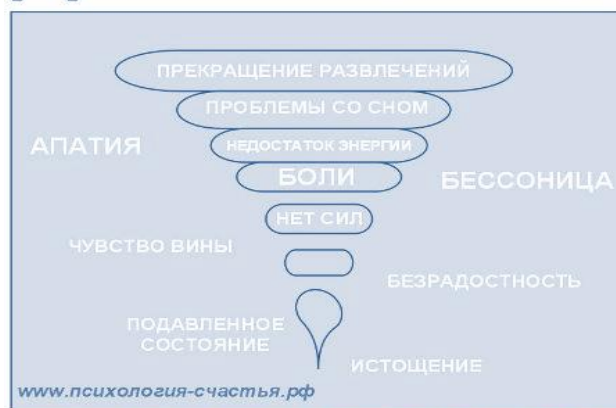 ПРЕКРАЩЕНИЕ РАЗВЛЕЧЕНИЙ
ПРОБЛЕМЫ СО СНОМ
АПАТИЯ
НЕДОСТАТОК ЭНЕРГИИ
БОЛИ
БЕССОНИЦА
НЕТ СИЛ
ЧУВСТВО ВИНЫ
БЕЗРАДОСТНОСТЬ
ПОДАВЛЕННОЕ
СОСТОЯНИЕ
ИСТОЩЕНИЕ
www.психология-счастья.рф